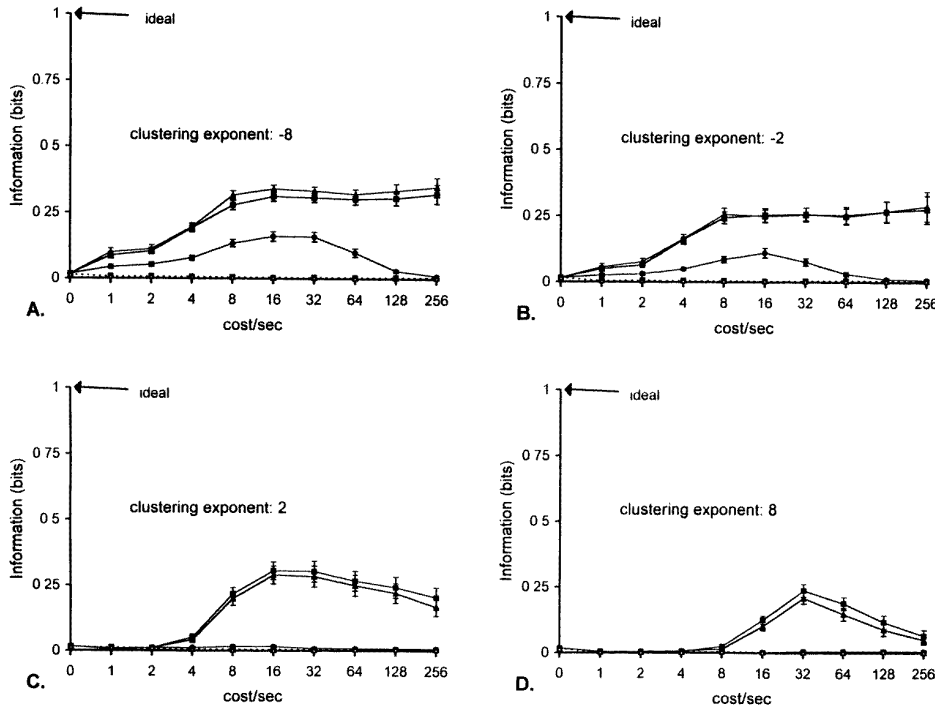 1
ideal
0 75
Information (bits)
clustering exponent: -8
0 5
0.25
0
0 1 2 4 8 16 32 64 128 256
cost/sec
A.
1
ideal
0 75
Information (bits)
clustering exponent: -2
0 5
0.25
0
0 1 2 4 8 16 32 64 128 256
cost/sec
B.
1
ideal
0 75
Information (bits)
clustering exponent: 2
0 5
0.25
0
0 1 2 4 8 16 32 64 128 256
cost/sec
C.
1
ideal
0 75
Information (bits)
clustering exponent: 8
0 5
0.25
0
0 1 2 4 8 16 32 64 128 256
cost/sec
D.